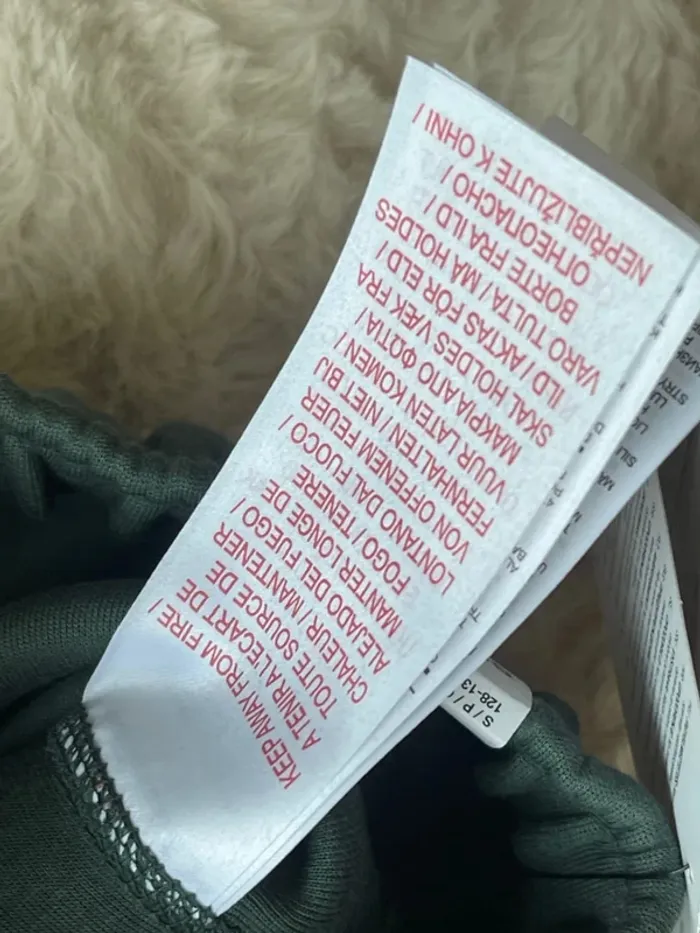 KEEP AWAY FROM FIRE /
A TENIR A L'ECART DE
TOUTE SOURCE DE
CHALEUR / MANTENER
ALEJADO DEL FUEGO /
MANTER LONGE DE
FOGO / TENERE
LONTANO DAL FUOCO /
VON OFFENEM FEUER
FERNHALTEN / NIET BIJ
VUUR LATEN KOMEN /
ΜΑΚΡΙΑ ΑΠΟ ΦΩΤΙΑ /
SKAL HOLDES VÆK FRA
ILD / AKTAS FÖR ELD /
VARO TULTA / MÅ HOLDES
BORTE FRA ILD /
ОГНЕОПАСНО /
NEPŘIBLIŽUJTE K OHNI /
S / P /
128-13